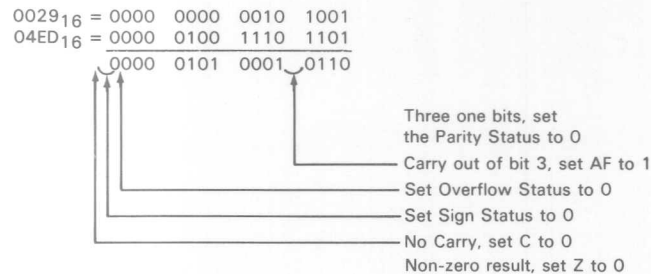 0029₁₆ = 0000 0000 0010 1001
04ED₁₆ = 0000 0100 1110 1101
0000 0101 0001 0110
Three one bits, set
the Parity Status to 0
Carry out of bit 3, set AF to 1
Set Overflow Status to 0
Set Sign Status to 0
No Carry, set C to 0
Non-zero result, set Z to 0